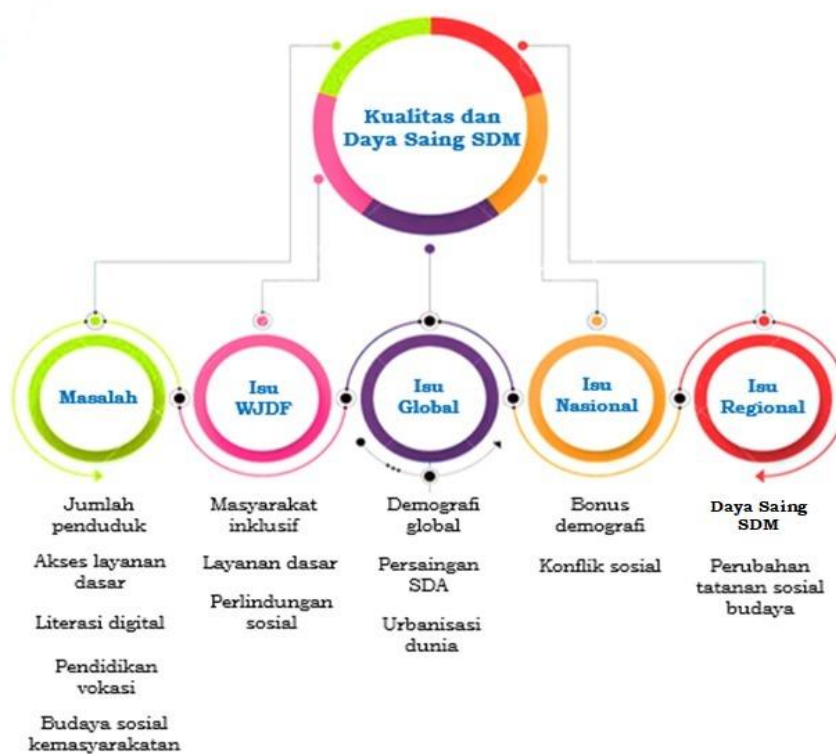 Kualitas dan
Daya Saing SDM
Masalah
Isu
WJDF
Isu
Global
Isu
Nasional
Isu
Regional
Jumlah
penduduk
Akses layanan
dasar
Literasi digital
Pendidikan
vokasi
Budaya sosial
kemasyarakatan
Masyarakat
inklusif
Layanan dasar
Perlindungan
sosial
Demografi
global
Persaingan
SDA
Urbanisasi
dunia
Bonus
demografi
Konflik sosial
Daya Saing
SDM
Perubahan
tatanan sosial
budaya